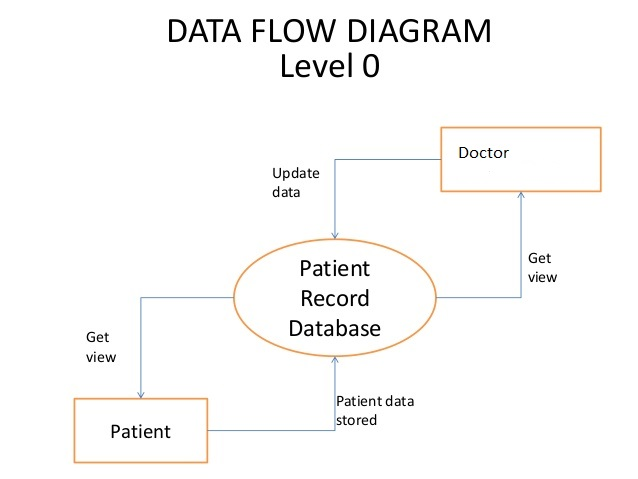 DATA FLOW DIAGRAM
Level 0
Doctor
Update
data
Get
view
Patient
Record
Database
Get
view
Patient data
stored
Patient